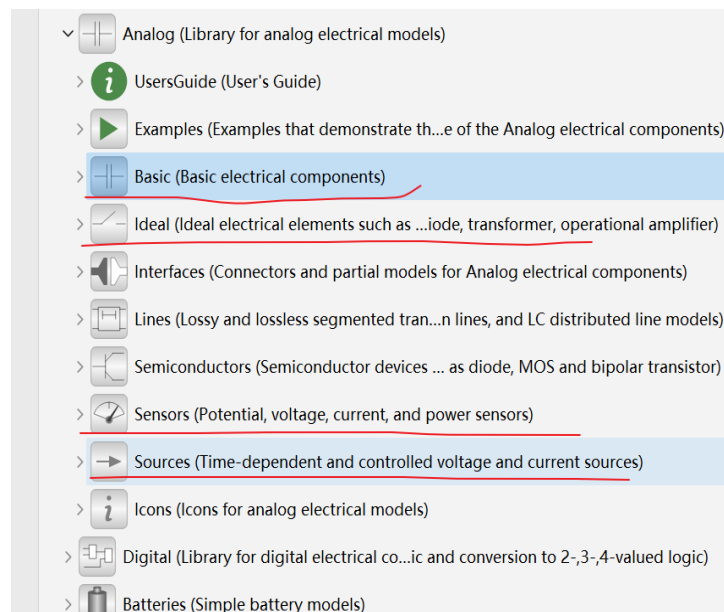 Analog (Library for analog electrical models)
UsersGuide (User's Guide)
Examples (Examples that demonstrate th...e of the Analog electrical components)
Basic (Basic electrical components)
Ideal (Ideal electrical elements such as ...iode, transformer, operational amplifier)
Interfaces (Connectors and partial models for Analog electrical components)
Lines (Lossy and lossless segmented tran...n lines, and LC distributed line models)
Semiconductors (Semiconductor devices ... as diode, MOS and bipolar transistor)
Sensors (Potential, voltage, current, and power sensors)
Sources (Time-dependent and controlled voltage and current sources)
Icons (Icons for analog electrical models)
Digital (Library for digital electrical co...ic and conversion to 2-,3-,4-valued logic)
Batteries (Simple battery models)